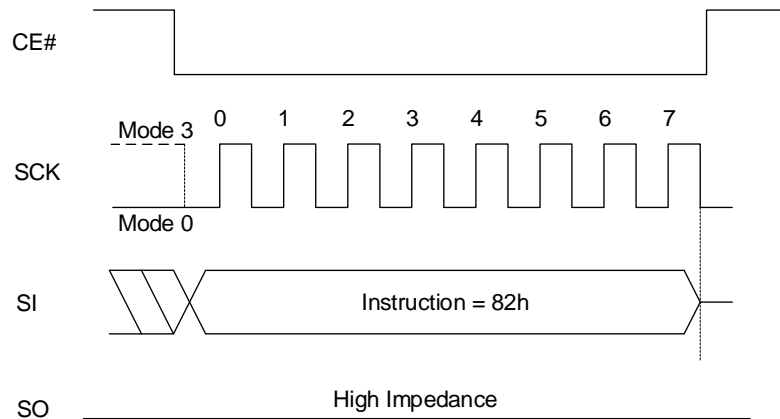 CE#
0 1 2 3 4 5 6 7
Mode 3
SCK
Mode 0
SI
Instruction = 82h
High Impedance
SO